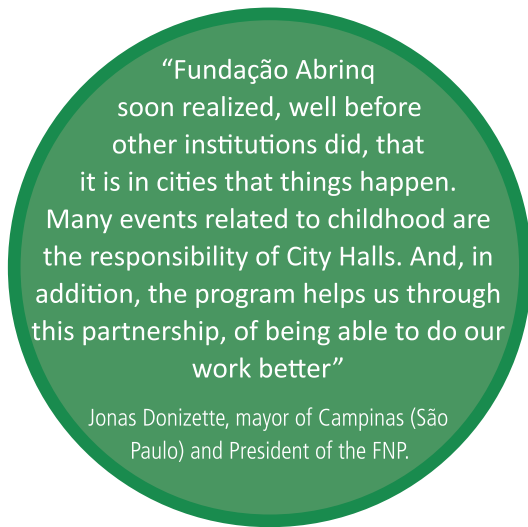 “Fundação Abrinq
soon realized, well before
other institutions did, that
it is in cities that things happen.
Many events related to childhood are
the responsibility of City Halls. And, in
addition, the program helps us through
this partnership, of being able to do our
work better”
Jonas Donizette, mayor of Campinas (São
Paulo) and President of the FNP.